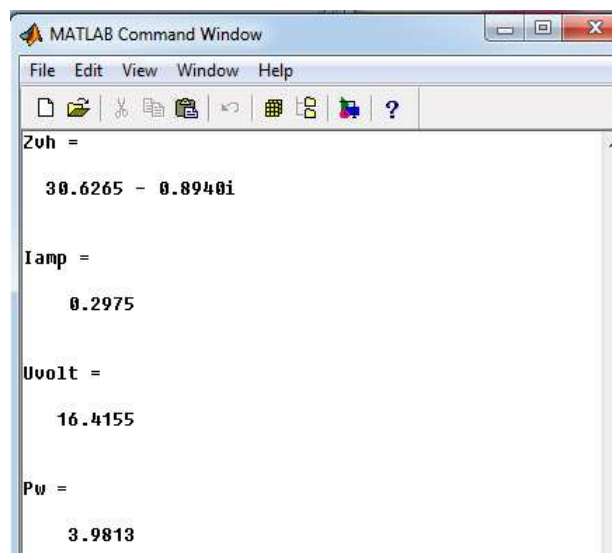 MATLAB Command Window
File Edit View Window Help
Zvh =
30.6265 - 0.8940i
Iamp =
0.2975
Uvolt =
16.4155
Pw =
3.9813